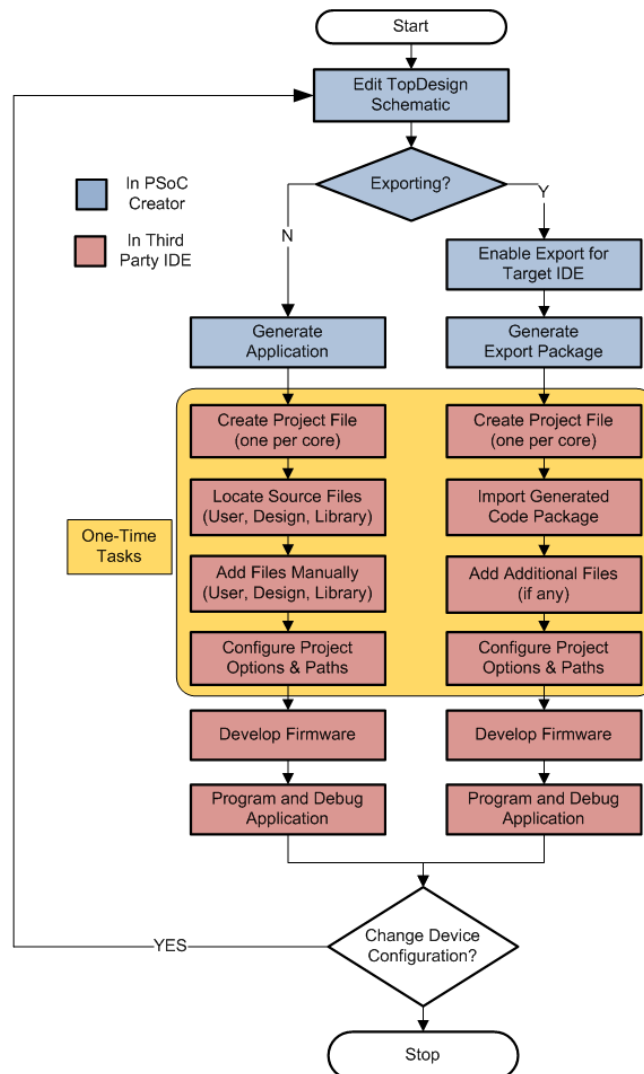 Start
Edit TopDesign
Schematic
Exporting?
In PSoC
Creator
In Third
Party IDE
N
Y
Enable Export for
Target IDE
Generate
Application
Generate
Export Package
Create Project File
(one per core)
Create Project File
(one per core)
Locate Source Files
(User, Design, Library)
Import Generated
Code Package
One-Time
Tasks
Add Files Manually
(User, Design, Library)
Add Additional Files
(if any)
Configure Project
Options & Paths
Configure Project
Options & Paths
Develop Firmware
Develop Firmware
Program and Debug
Application
Program and Debug
Application
Change Device
Configuration?
YES
Stop